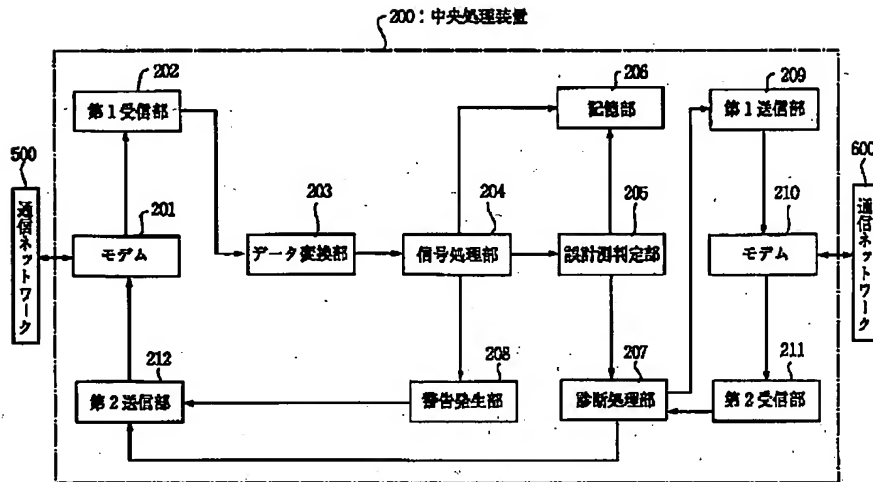 200：中央処理装置
202
第1受信部
206
記憶部
209
第1送信部
500
通信ネットワーク
201
モデム
203
データ変換部
204
信号処理部
205
誤計測判定部
210
モデム
600
通信ネットワーク
212
第2送信部
208
警告発生部
207
診断処理部
211
第2受信部